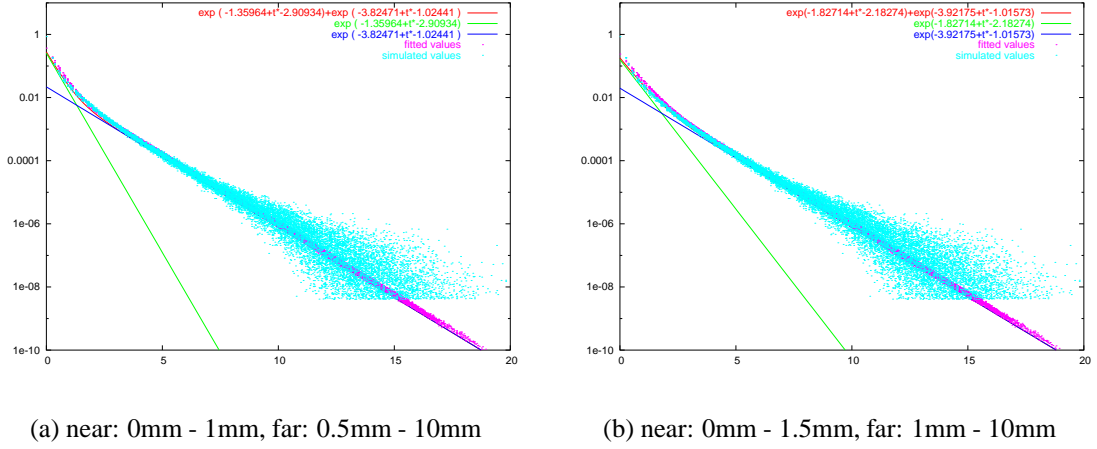 exp ( -1.35964+t*-2.90934)+exp ( -3.82471+t*-1.02441 )
exp ( -1.35964+t*-2.90934)
exp ( -3.82471+t*-1.02441 )
fitted values
simulated values
1
0.01
0.0001
1e-06
1e-08
1e-10
0
5
10
15
20
exp(-1.82714+t*-2.18274)+exp(-3.92175+t*-1.01573)
exp(-1.82714+t*-2.18274)
exp(-3.92175+t*-1.01573)
fitted values
simulated values
1
0.01
0.0001
1e-06
1e-08
1e-10
0
5
10
15
20
(a) near: 0mm - 1mm, far: 0.5mm - 10mm
(b) near: 0mm - 1.5mm, far: 1mm - 10mm